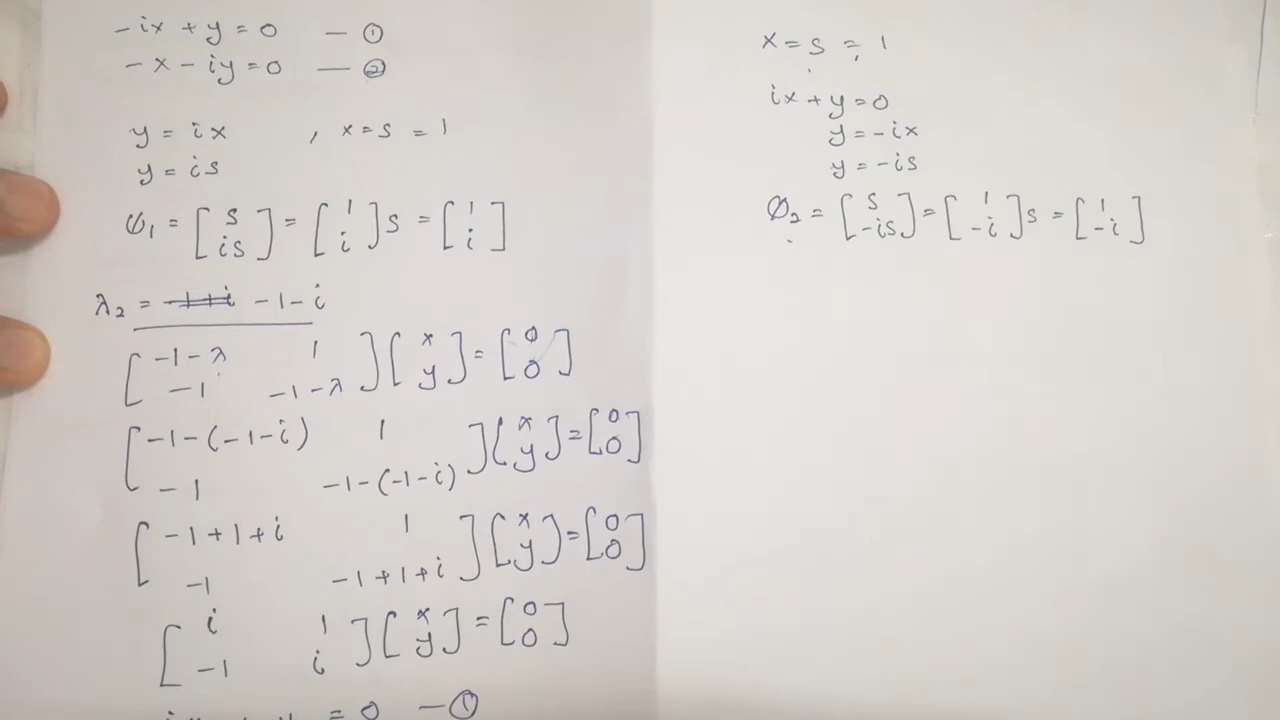 -ix + y = 0 — ①
-x - iy = 0 — ②
y = ix , x = s = 1
y = is
φ₁ = [s; is] = [1; i] s = [1; i]
λ₂ = ~~-1+i~~ -1-i
[-1-λ 1; -1 -1-λ] [x; y] = [0; 0]
[-1-(-1-i) 1; -1 -1-(-1-i)] [x; y] = [0; 0]
[-1+1+i 1; -1 -1+1+i] [x; y] = [0; 0]
[i 1; -1 i] [x; y] = [0; 0]
= 0 — ①
x = s = 1
ix + y = 0
y = -ix
y = -is
φ₂ = [s; -is] = [1; -i] s = [1; -i]